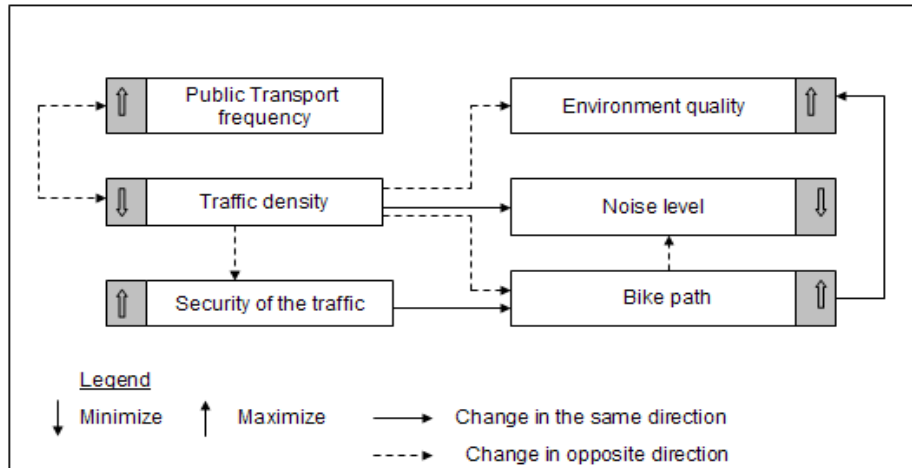 Public Transport
frequency
Environment quality
Traffic density
Noise level
Security of the traffic
Bike path
Legend
Minimize
Maximize
Change in the same direction
Change in opposite direction